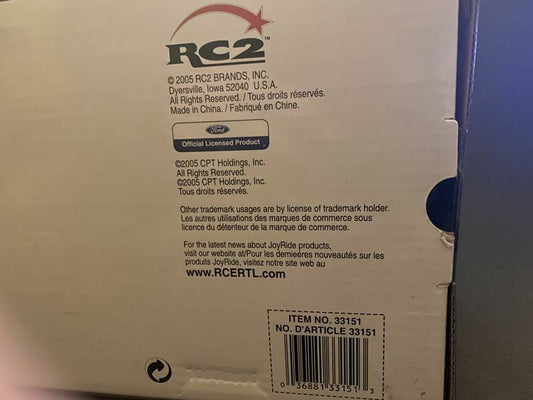 RC2™
© 2005 RC2 BRANDS, INC.
Dyersville, Iowa 52040 U.S.A.
All Rights Reserved. / Tous droits réservés.
Made in China. / Fabriqué en Chine.
Ford
Official Licensed Product
©2005 CPT Holdings, Inc.
All Rights Reserved.
©2005 CPT Holdings, Inc.
Tous droits réservés.
Other trademark usages are by license of trademark holder.
Les autres utilisations des marques de commerce sous
licence du détenteur de la marque de commerce.
For the latest news about JoyRide products,
visit our website at/Pour les demieéres nouveautés sur les
produits JoyRide, visitez notre site web au
www.RCERTL.com
ITEM NO. 33151
NO. D'ARTICLE 33151
0 36881 33151 3